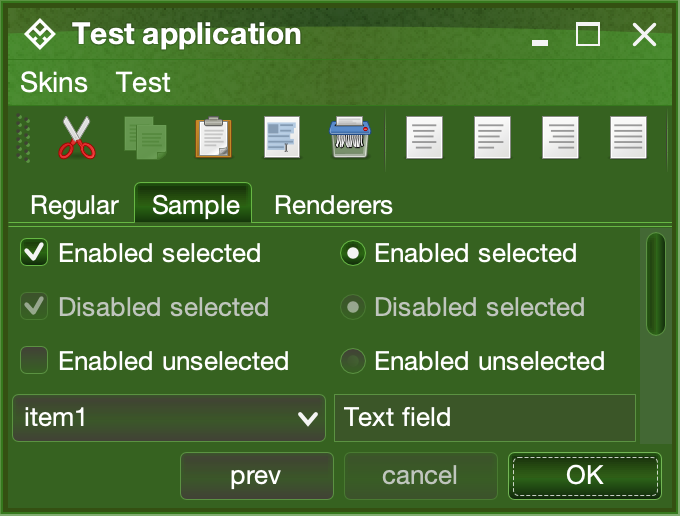 Test application
Skins Test
Regular Sample Renderers
Enabled selected Enabled selected
Disabled selected Disabled selected
Enabled unselected Enabled unselected
item1 Text field
prev cancel OK